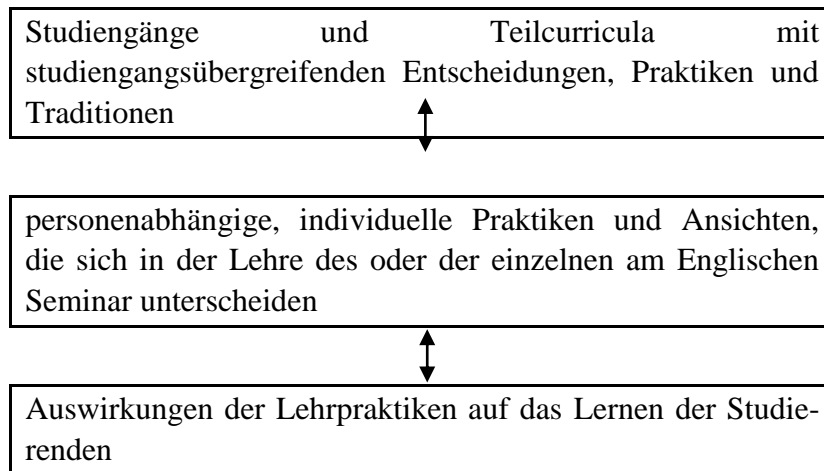 Studiengänge und Teilcurricula mit
studiengangsübergreifenden Entscheidungen, Praktiken und
Traditionen
personenabhängige, individuelle Praktiken und Ansichten,
die sich in der Lehre des oder der einzelnen am Englischen
Seminar unterscheiden
Auswirkungen der Lehrpraktiken auf das Lernen der Studie-
renden